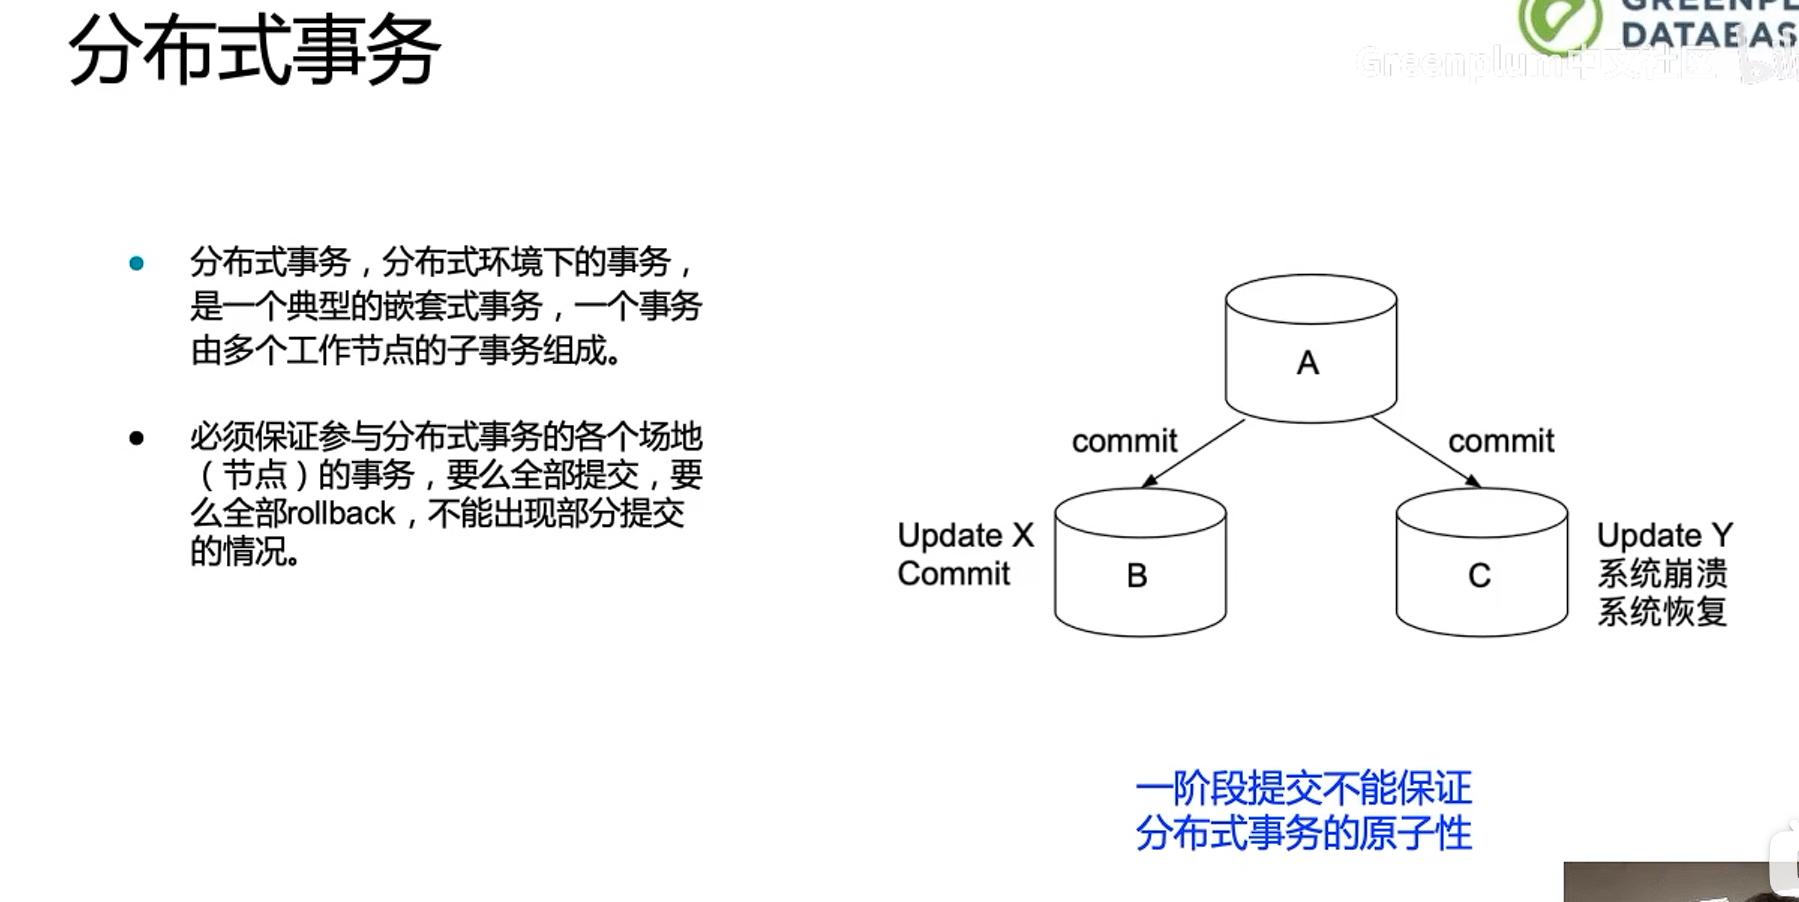 分布式事务
DATABAS
Greenplum中文社区
分布式事务，分布式环境下的事务，
是一个典型的嵌套式事务，一个事务
由多个工作节点的子事务组成。
必须保证参与分布式事务的各个场地
（节点）的事务，要么全部提交，要
么全部rollback，不能出现部分提交
的情况。
A
commit
commit
Update X
Commit
B
C
Update Y
系统崩溃
系统恢复
一阶段提交不能保证
分布式事务的原子性